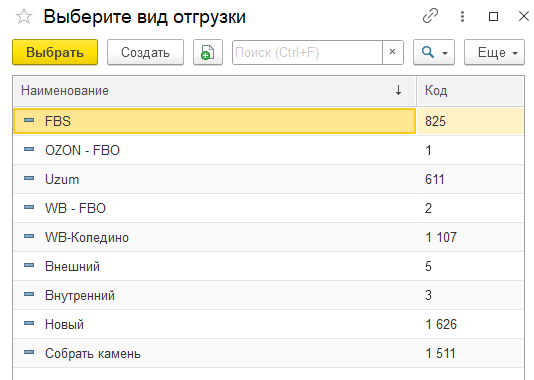 Выберите вид отгрузки
Выбрать Создать Поиск (Ctrl+F) × Еще
Наименование ↓ Код
FBS 825
OZON - FBO 1
Uzum 611
WB - FBO 2
WB-Коледино 1 107
Внешний 5
Внутренний 3
Новый 1 626
Собрать камень 1 511